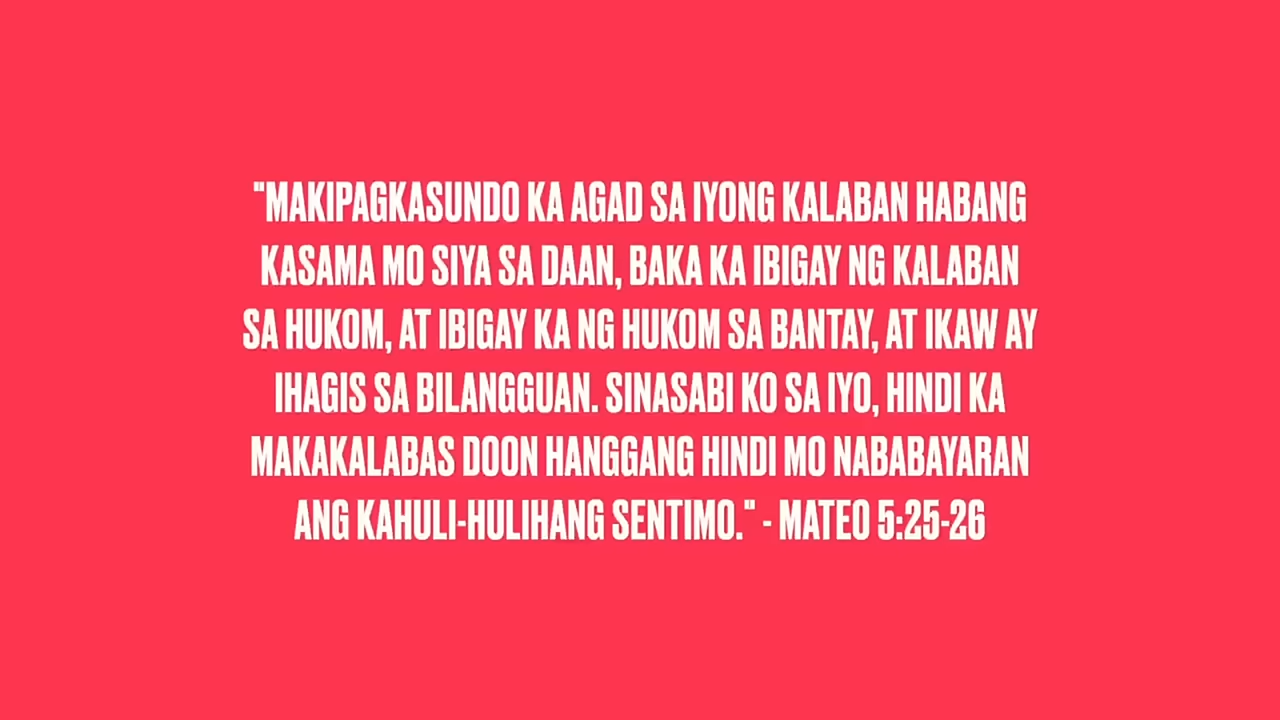 "MAKIPAGKASUNDO KA AGAD SA IYONG KALABAN HABANG
KASAMA MO SIYA SA DAAN, BAKA KA IBIGAY NG KALABAN
SA HUKOM, AT IBIGAY KA NG HUKOM SA BANTAY, AT IKAW AY
IHAGIS SA BILANGGUAN. SINASABI KO SA IYO, HINDI KA
MAKAKALABAS DOON HANGGANG HINDI MO NABABAYARAN
ANG KAHULI-HULIHANG SENTIMO." - MATEO 5:25-26